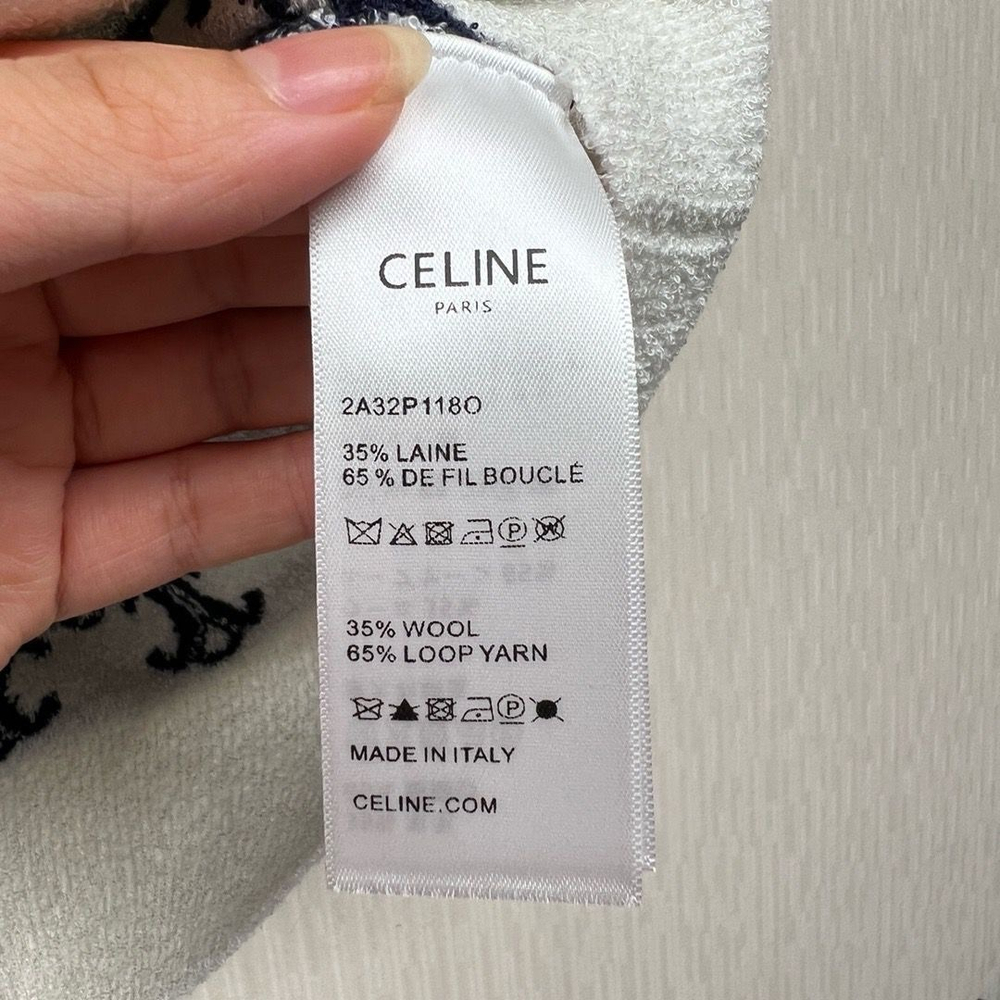 CELINE
PARIS
2A32P118O
35% LAINE
65% DE FIL BOUCLÉ
P W
35% WOOL
65% LOOP YARN
P
MADE IN ITALY
CELINE.COM